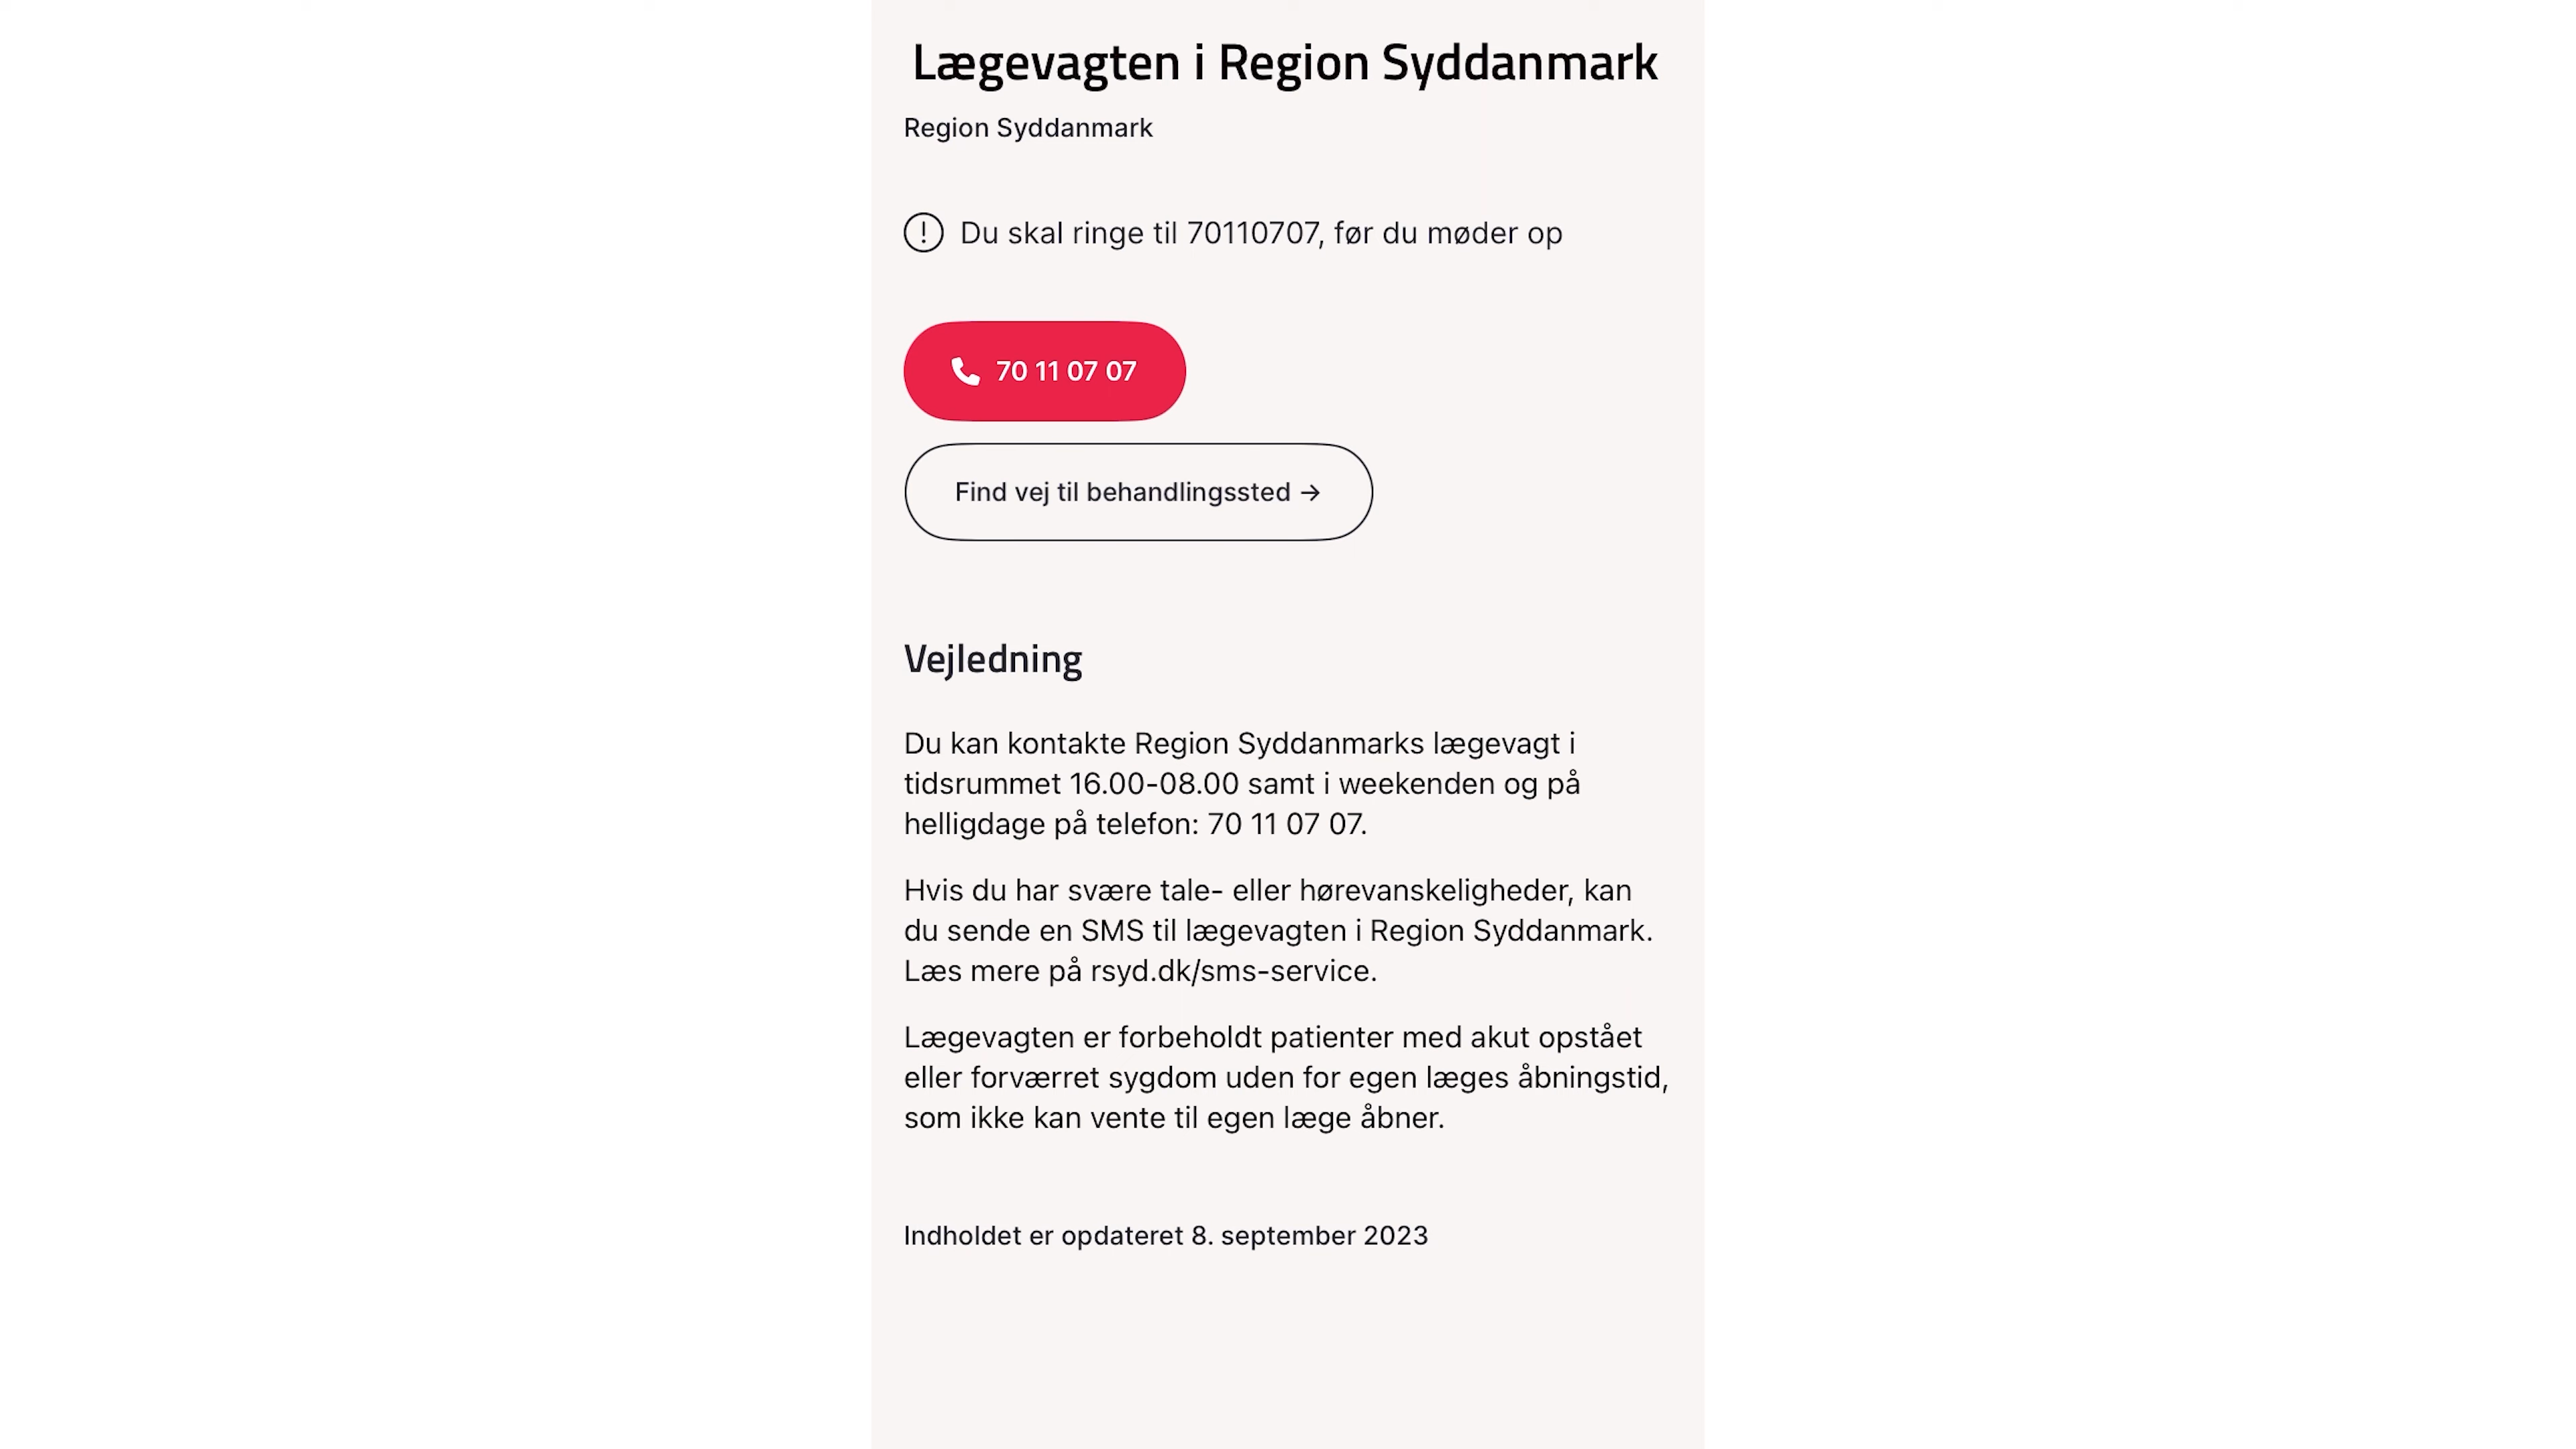 Lægevagten i Region Syddanmark
Region Syddanmark
Du skal ringe til 70110707, før du møder op
70 11 07 07
Find vej til behandlingssted →
Vejledning
Du kan kontakte Region Syddanmarks lægevagt i
tidsrummet 16.00-08.00 samt i weekenden og på
helligdage på telefon: 70 11 07 07.
Hvis du har svære tale- eller hørevanskeligheder, kan
du sende en SMS til lægevagten i Region Syddanmark.
Læs mere på rsyd.dk/sms-service.
Lægevagten er forbeholdt patienter med akut opstået
eller forværret sygdom uden for egen læges åbningstid,
som ikke kan vente til egen læge åbner.
Indholdet er opdateret 8. september 2023